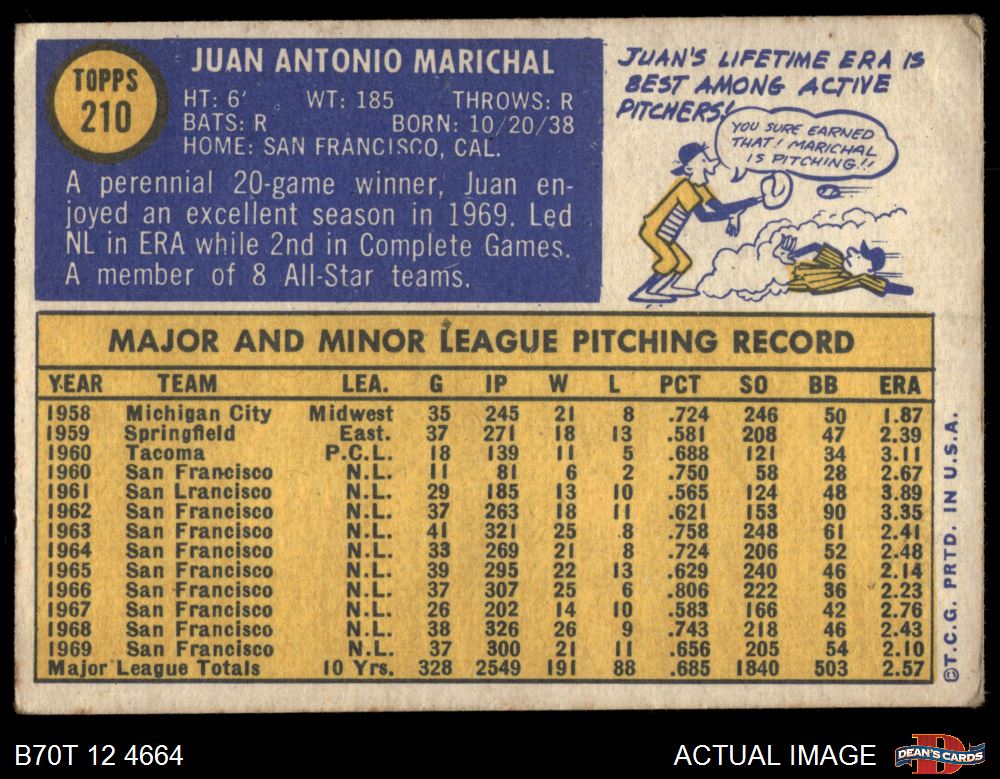 TOPPS
210
JUAN ANTONIO MARICHAL
HT: 6' WT: 185 THROWS: R
BATS: R BORN: 10/20/38
HOME: SAN FRANCISCO, CAL.
A perennial 20-game winner, Juan en-
joyed an excellent season in 1969. Led
NL in ERA while 2nd in Complete Games.
A member of 8 All-Star teams.
JUAN'S LIFETIME ERA IS
BEST AMONG ACTIVE
PITCHERS!
YOU SURE EARNED
THAT! MARICHAL
IS PITCHING!!
MAJOR AND MINOR LEAGUE PITCHING RECORD
YEAR TEAM LEA. G IP W L PCT SO BB ERA
1958 Michigan City Midwest 35 245 21 8 .724 246 50 1.87
1959 Springfield East. 37 271 18 13 .581 208 47 2.39
1960 Tacoma P.C.L. 18 139 11 5 .688 121 34 3.11
1960 San Francisco N.L. 11 81 6 2 .750 58 28 2.67
1961 San Lrancisco N.L. 29 185 13 10 .565 124 48 3.89
1962 San Francisco N.L. 37 263 18 11 .621 153 90 3.35
1963 San Francisco N.L. 41 321 25 8 .758 248 61 2.41
1964 San Francisco N.L. 33 269 21 8 .724 206 52 2.48
1965 San Francisco N.L. 39 295 22 13 .629 240 46 2.14
1966 San Francisco N.L. 37 307 25 6 .806 222 36 2.23
1967 San Francisco N.L. 26 202 14 10 .583 166 42 2.76
1968 San Francisco N.L. 38 326 26 9 .743 218 46 2.43
1969 San Francisco N.L. 37 300 21 11 .656 205 54 2.10
Major League Totals 10 Yrs. 328 2549 191 88 .685 1840 503 2.57
©T.C.G. PRTD. IN U.S.A.
B70T 12 4664
ACTUAL IMAGE
D
DEAN'S CARDS